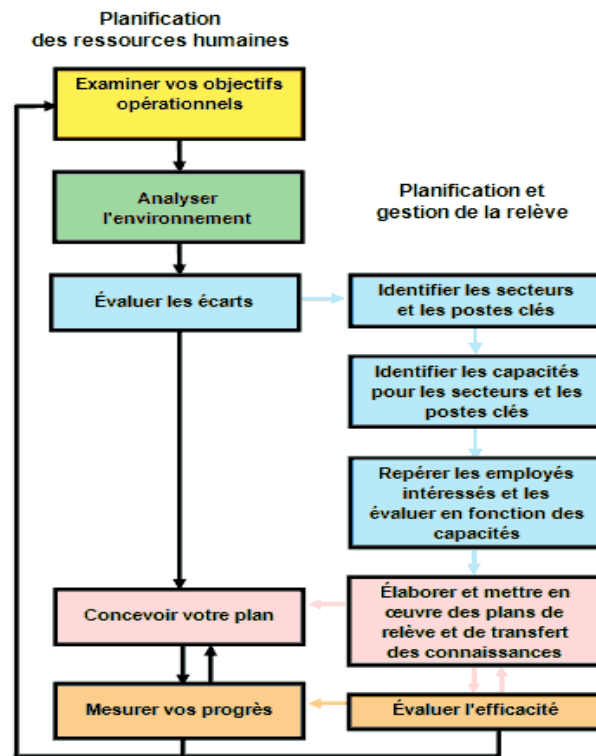 Planification
des ressources humaines
Examiner vos objectifs
opérationnels
Analyser
l'environnement
Évaluer les écarts
Concevoir votre plan
Mesurer vos progrès
Planification et
gestion de la relève
Identifier les secteurs
et les postes clés
Identifier les capacités
pour les secteurs et les
postes clés
Repérer les employés
intéressés et les
évaluer en fonction des
capacités
Élaborer et mettre en
œuvre des plans de
relève et de transfert
des connaissances
Évaluer l'efficacité